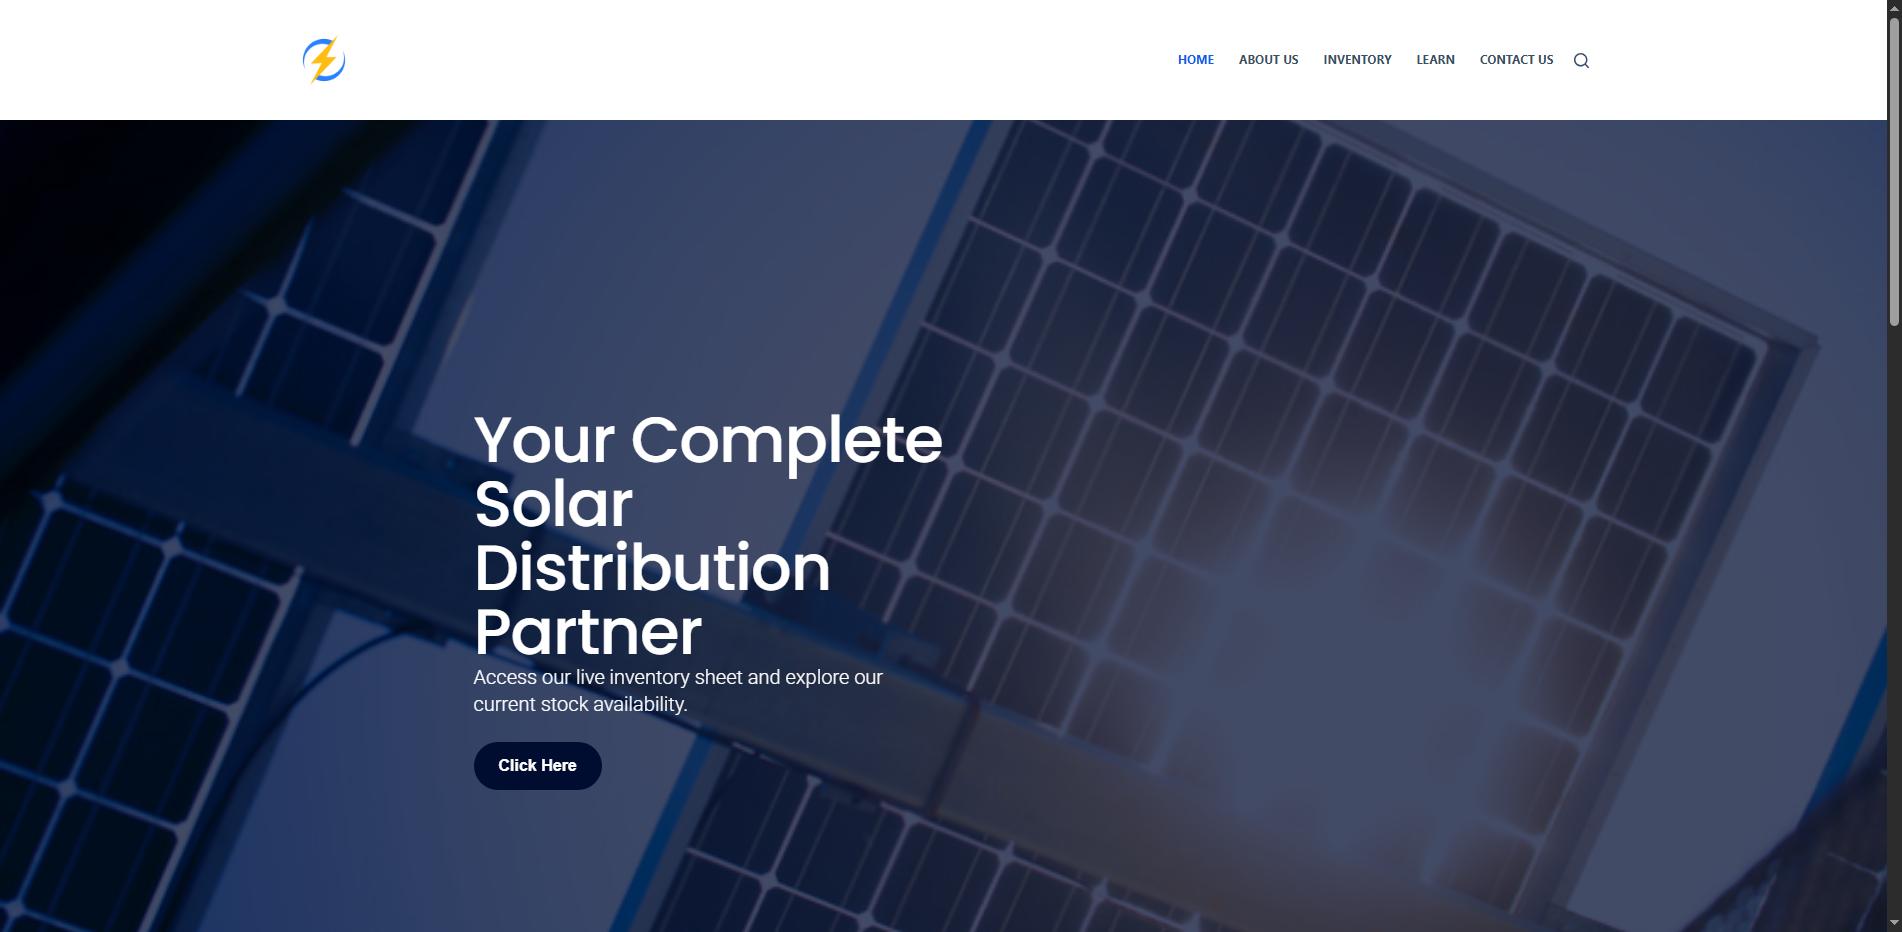 HOME ABOUT US INVENTORY LEARN CONTACT US
Your Complete
Solar
Distribution
Partner
Access our live inventory sheet and explore our
current stock availability.
Click Here